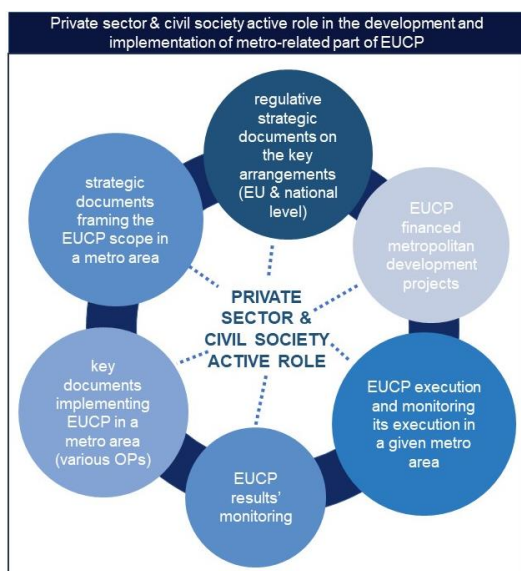 Private sector & civil society active role in the development and
implementation of metro-related part of EUCP
regulative
strategic
documents on
the key
arrangements
(EU & national
level)
EUCP
financed
metropolitan
development
projects
EUCP execution
and monitoring
its execution in
a given metro
area
EUCP
results'
monitoring
key
documents
implementing
EUCP in a
metro area
(various OPs)
strategic
documents
framing the
EUCP scope in
a metro area
PRIVATE
SECTOR &
CIVIL SOCIETY
ACTIVE ROLE